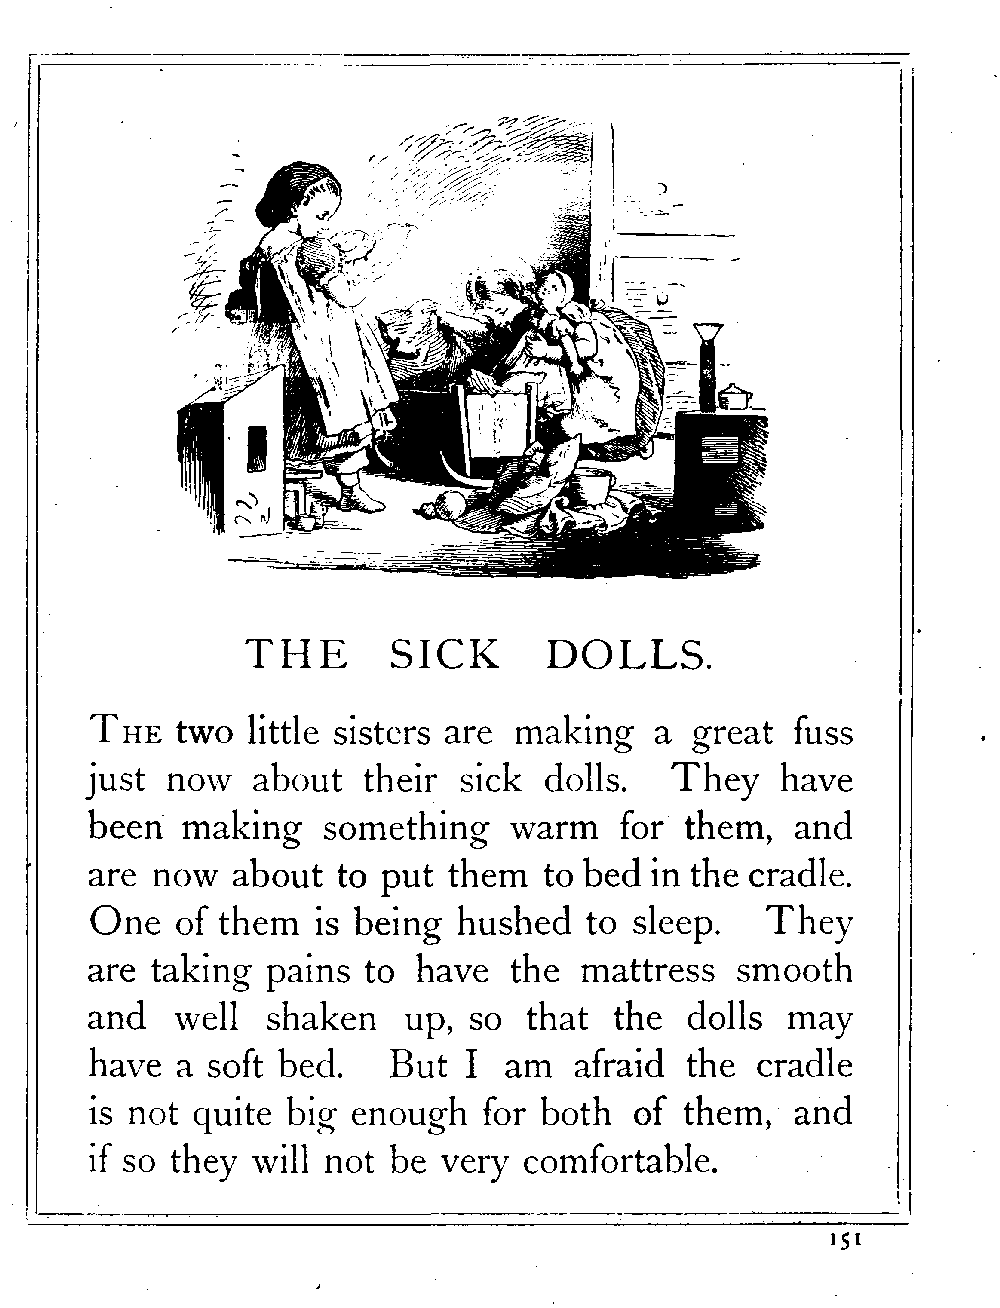 THE SICK DOLLS.
THE two little sisters are making a great fuss
just now about their sick dolls. They have
been making something warm for them, and
are now about to put them to bed in the cradle.
One of them is being hushed to sleep. They
are taking pains to have the mattress smooth
and well shaken up, so that the dolls may
have a soft bed. But I am afraid the cradle
is not quite big enough for both of them, and
if so they will not be very comfortable.
151